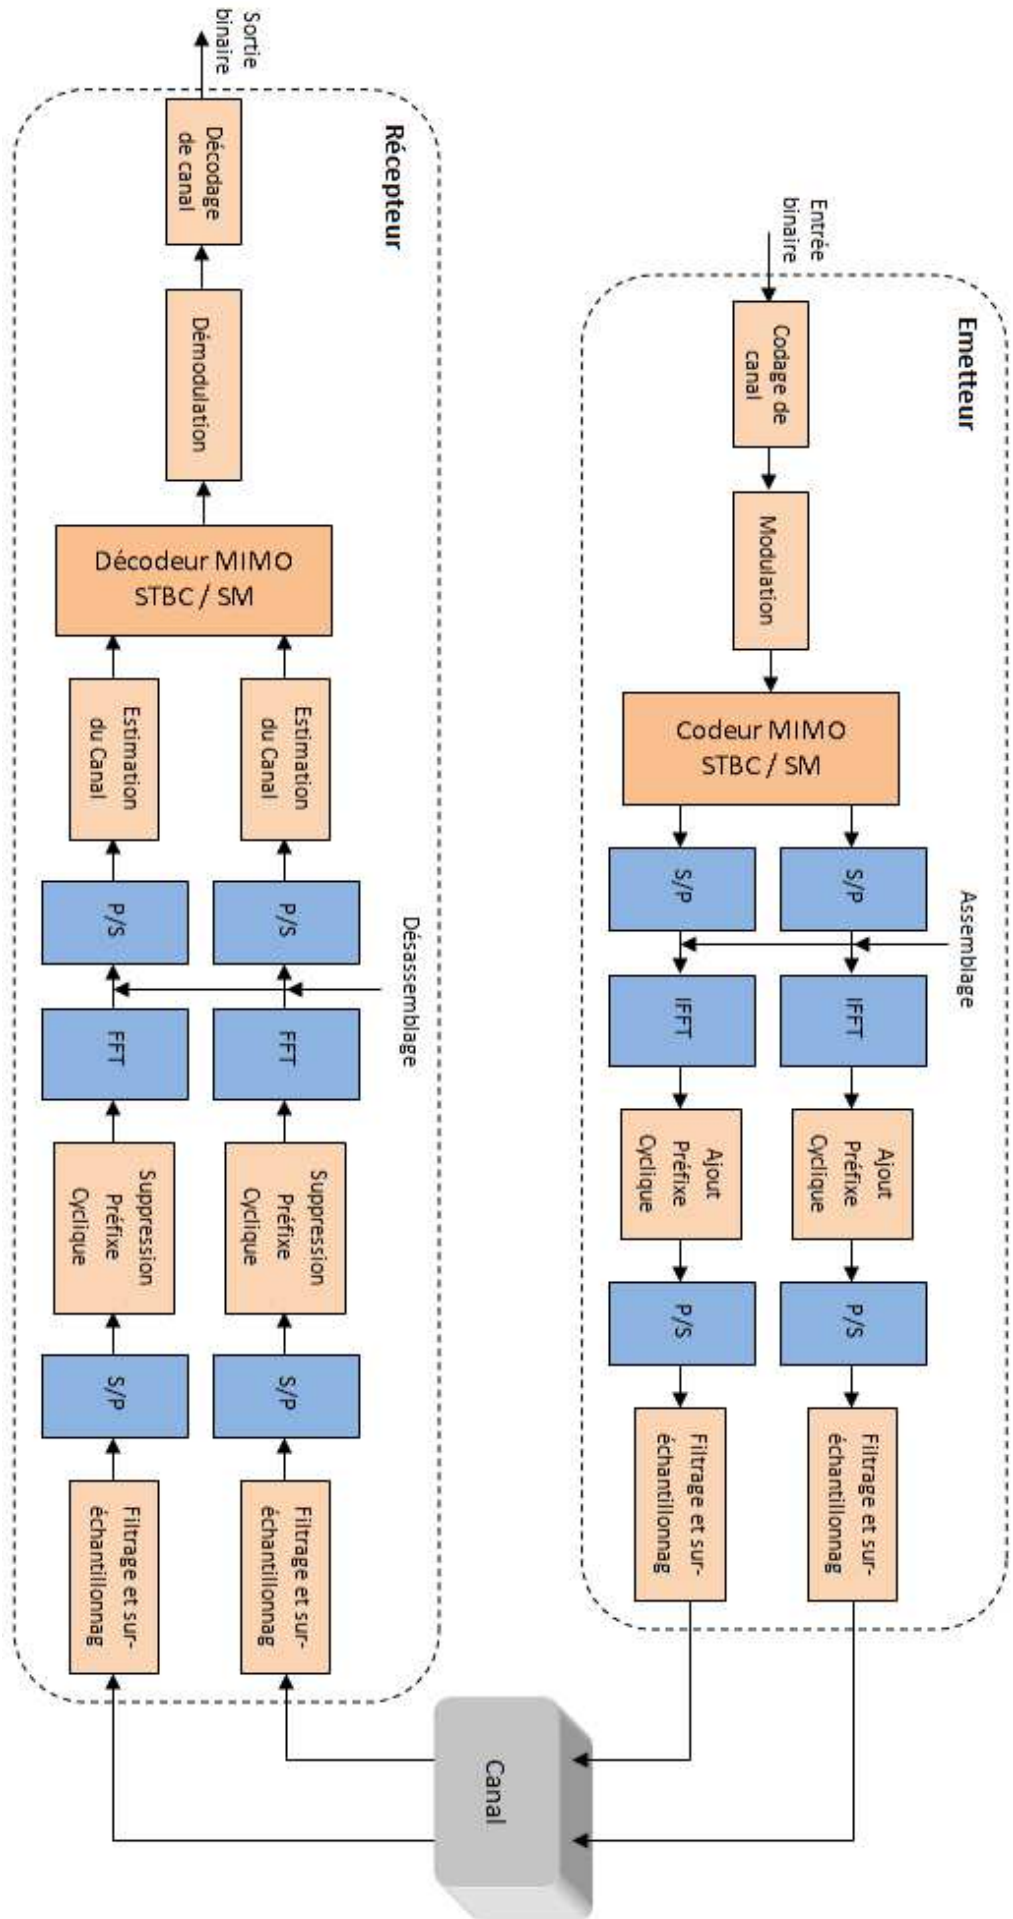 Emetteur
Entrée
binaire
Codage de
canal
Modulation
Codeur MIMO
STBC / SM
Assemblage
S/P
IFFT
Ajout
Préfixe
Cyclique
P/S
Filtrage et sur-
échantillonnag
S/P
IFFT
Ajout
Préfixe
Cyclique
P/S
Filtrage et sur-
échantillonnag
Canal
Récepteur
Sortie
binaire
Décodage
de canal
Démodulation
Décodeur MIMO
STBC / SM
Désassemblage
Estimation
du Canal
P/S
FFT
Suppression
Préfixe
Cyclique
S/P
Filtrage et sur-
échantillonnag
Estimation
du Canal
P/S
FFT
Suppression
Préfixe
Cyclique
S/P
Filtrage et sur-
échantillonnag